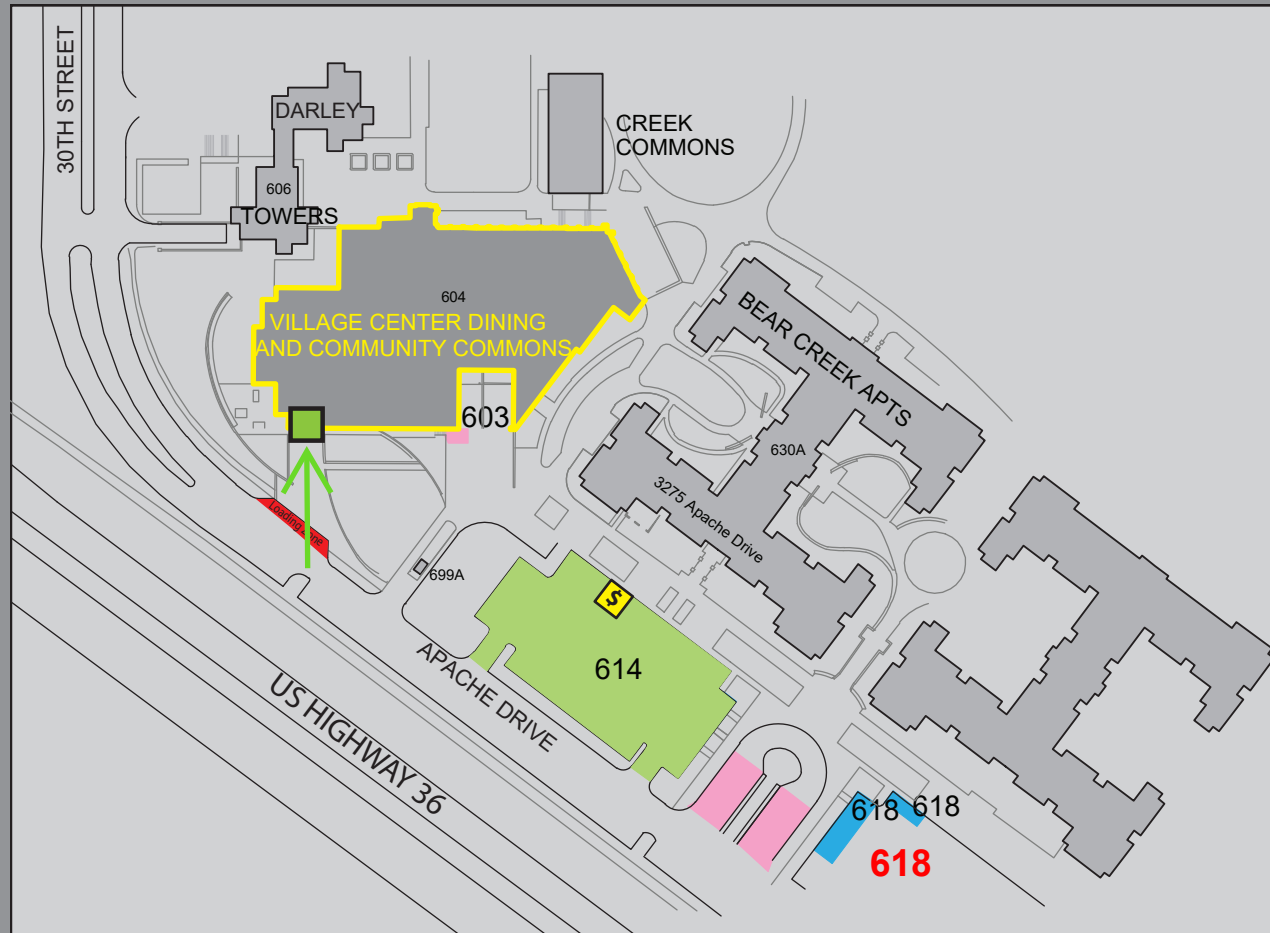 30TH STREET
DARLEY
CREEK
COMMONS
606
TOWERS
604
VILLAGE CENTER DINING
AND COMMUNITY COMMONS
BEAR CREEK APTS
603
630A
3275 Apache Drive
Loading Zone
699A
$
614
APACHE DRIVE
US HIGHWAY 36
618
618
618